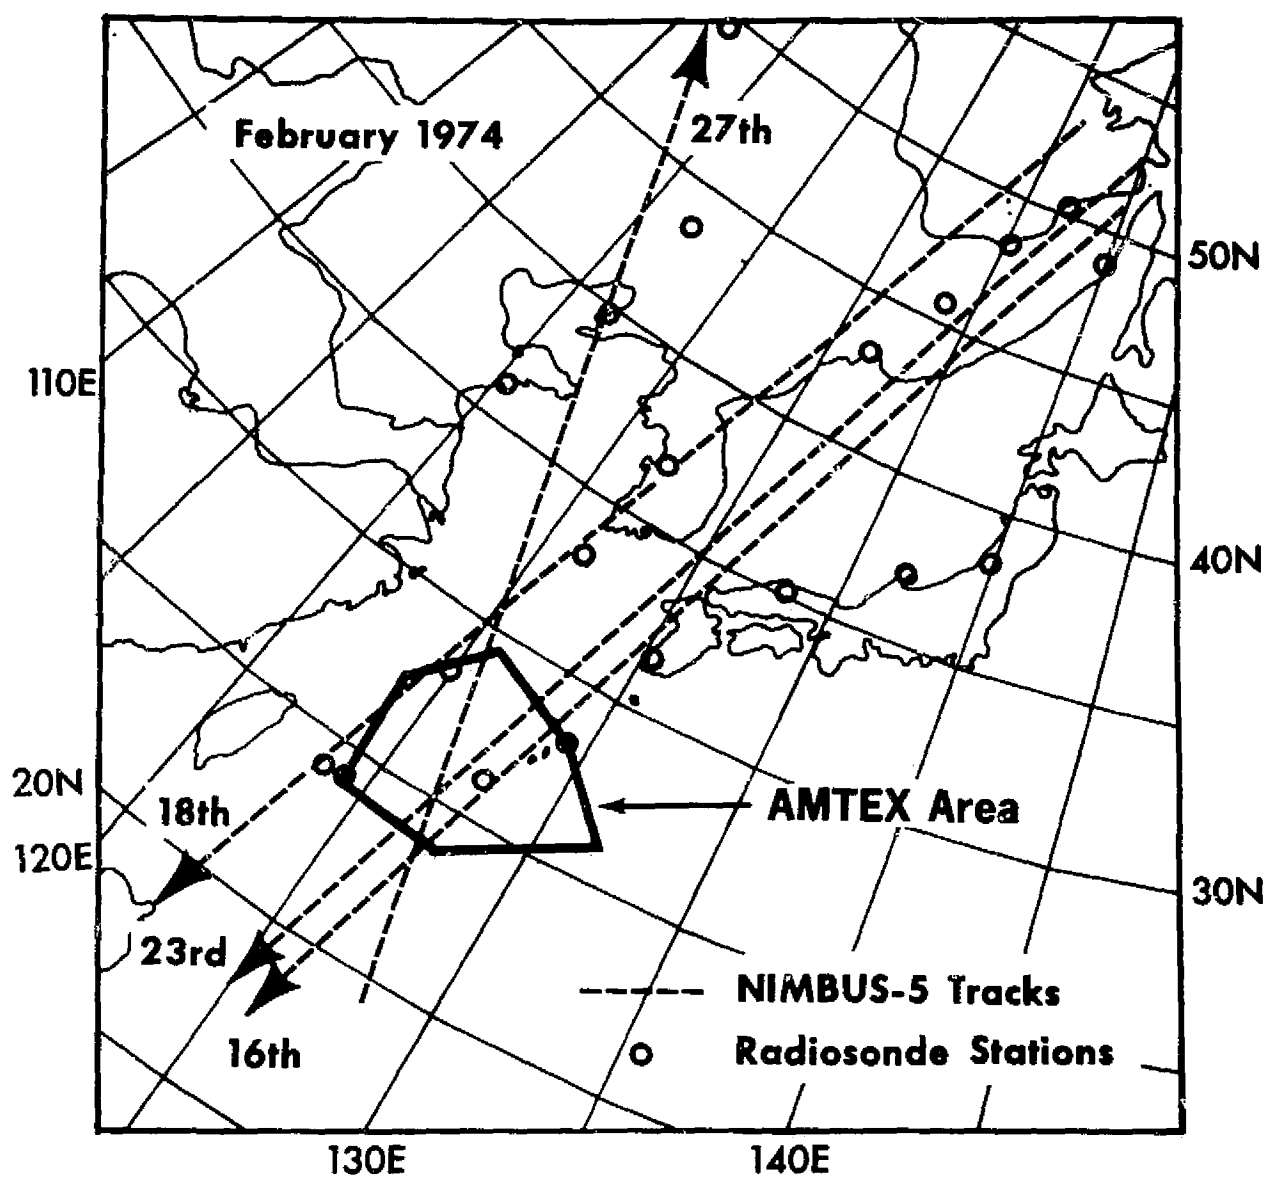 27th
February 1974
50N
110E
40N
20N
18th
AMTEX Area
120E
30N
23rd
NIMBUS-5 Tracks
16th
Radiosonde Stations
130E
140E